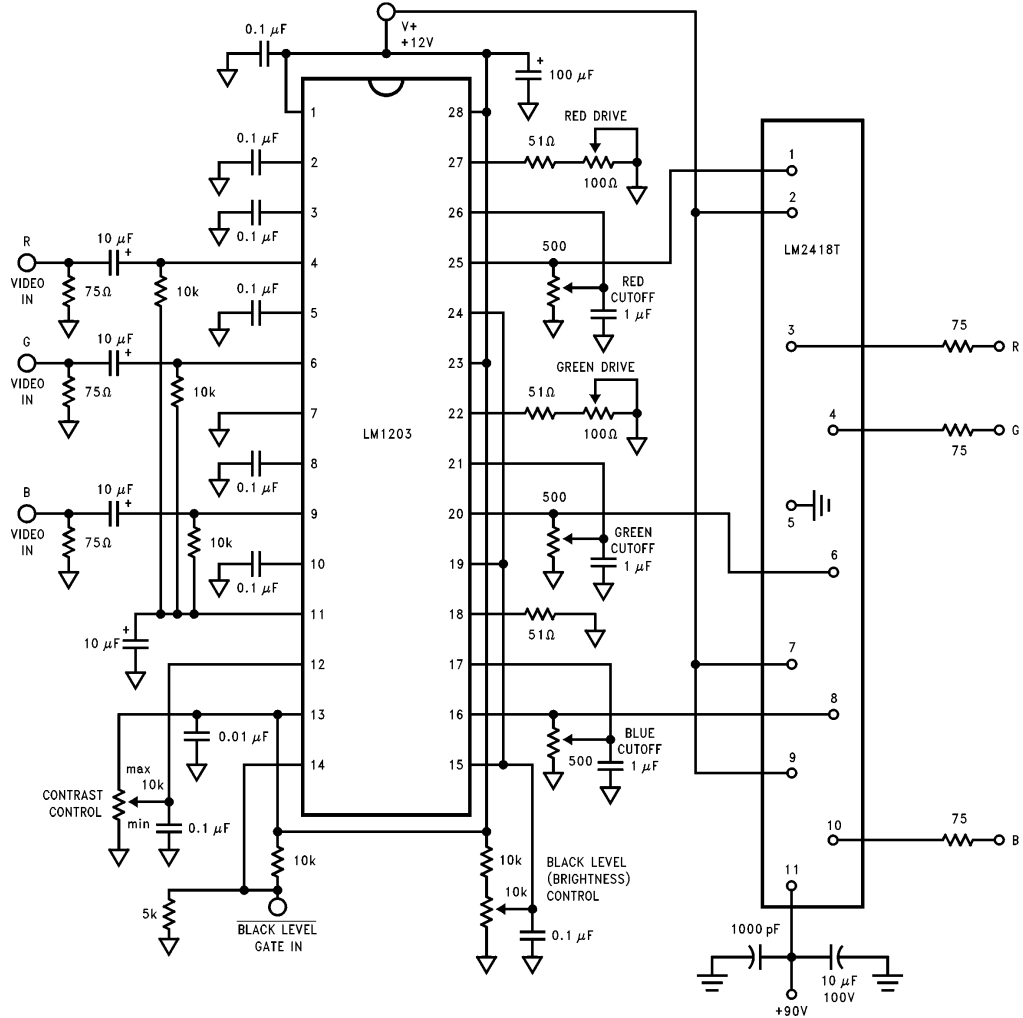 0.1 μF
V+
+12V
+
100 μF
RED DRIVE
1
28
51Ω
0.1 μF
2
27
100Ω
1
3
26
2
0.1 μF
R
10 μF
+
4
25
500
LM2418T
VIDEO
IN
75Ω
10k
0.1 μF
RED
CUTOFF
1 μF
5
24
G
10 μF
+
6
23
GREEN DRIVE
3
75
R
VIDEO
IN
75Ω
10k
51Ω
7
22
100Ω
4
G
75
LM1203
8
21
0.1 μF
B
10 μF
+
9
20
500
5
VIDEO
IN
75Ω
10k
GREEN
CUTOFF
1 μF
10
19
6
0.1 μF
11
18
51Ω
+
10 μF
12
17
7
13
16
8
0.01 μF
BLUE
CUTOFF
1 μF
500
14
15
9
max
10k
CONTRAST
CONTROL
min
0.1 μF
10
75
B
10k
10k
BLACK LEVEL
(BRIGHTNESS)
CONTROL
10k
11
5k
BLACK LEVEL
GATE IN
0.1 μF
1000 pF
10 μF
100V
+90V